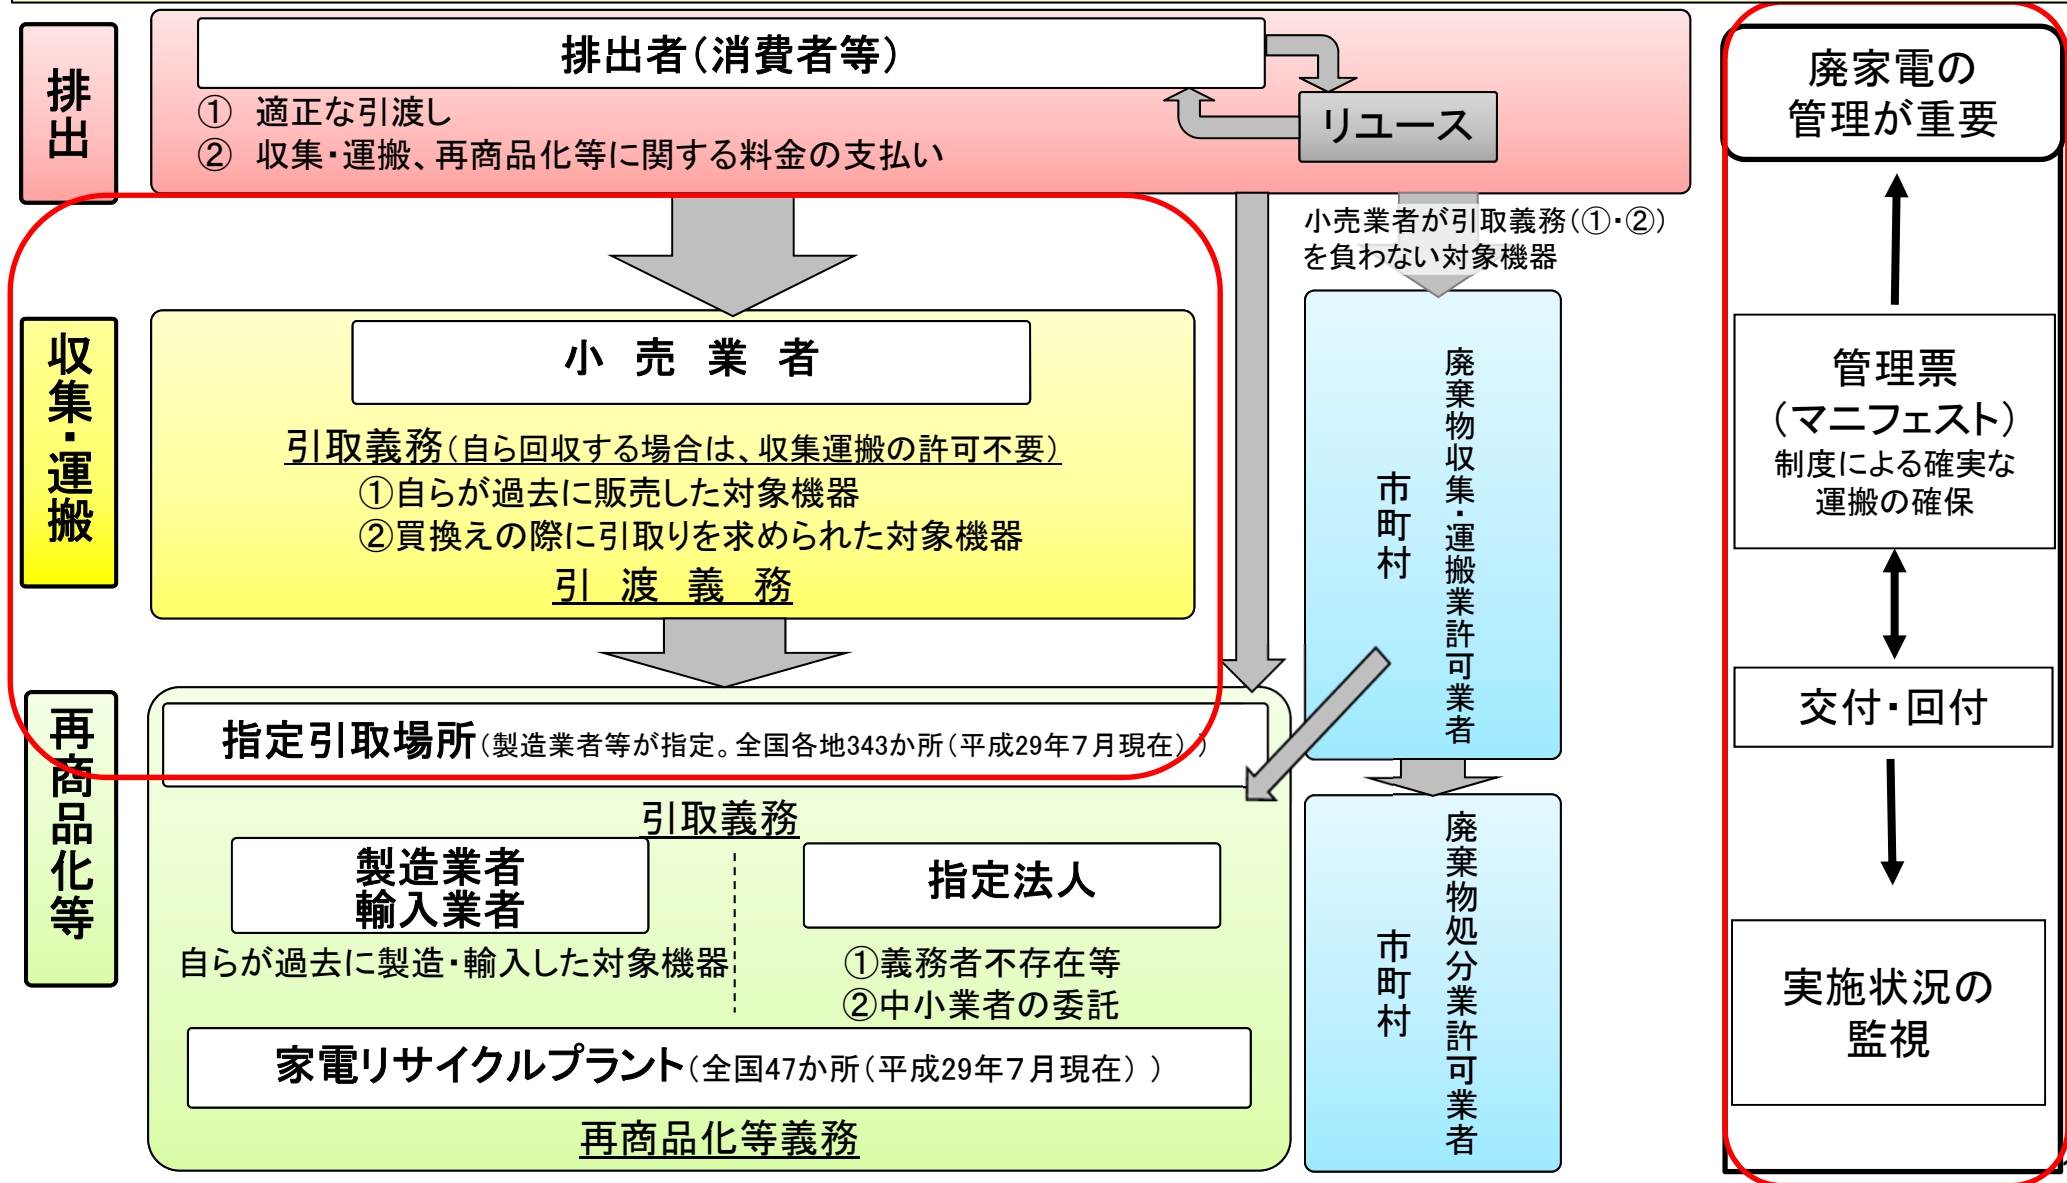 排出
排出者(消費者等)
① 適正な引渡し
② 収集・運搬、再商品化等に関する料金の支払い
リユース
小売業者が引取義務(①・②)
を負わない対象機器
収集・運搬
小売業者
引取義務(自ら回収する場合は、収集運搬の許可不要)
①自らが過去に販売した対象機器
②買換えの際に引取りを求められた対象機器
引渡義務
市町村
廃棄物収集・運搬業許可業者
再商品化等
指定引取場所(製造業者等が指定。全国各地343か所(平成29年7月現在))
引取義務
製造業者
輸入業者
自らが過去に製造・輸入した対象機器
指定法人
①義務者不存在等
②中小業者の委託
家電リサイクルプラント(全国47か所(平成29年7月現在))
再商品化等義務
市町村
廃棄物処分業許可業者
廃家電の
管理が重要
管理票
(マニフェスト)
制度による確実な
運搬の確保
交付・回付
実施状況の
監視